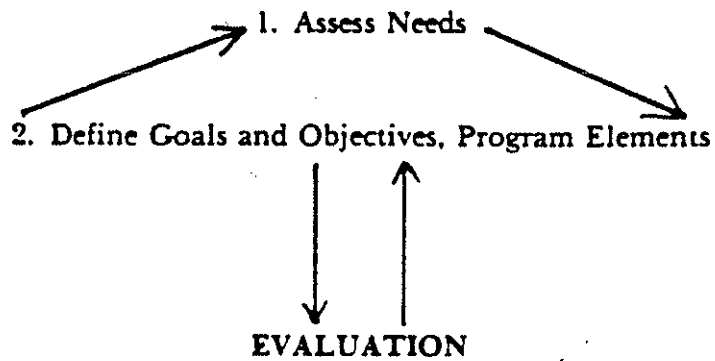 1. Assess Needs
2. Define Goals and Objectives, Program Elements
EVALUATION